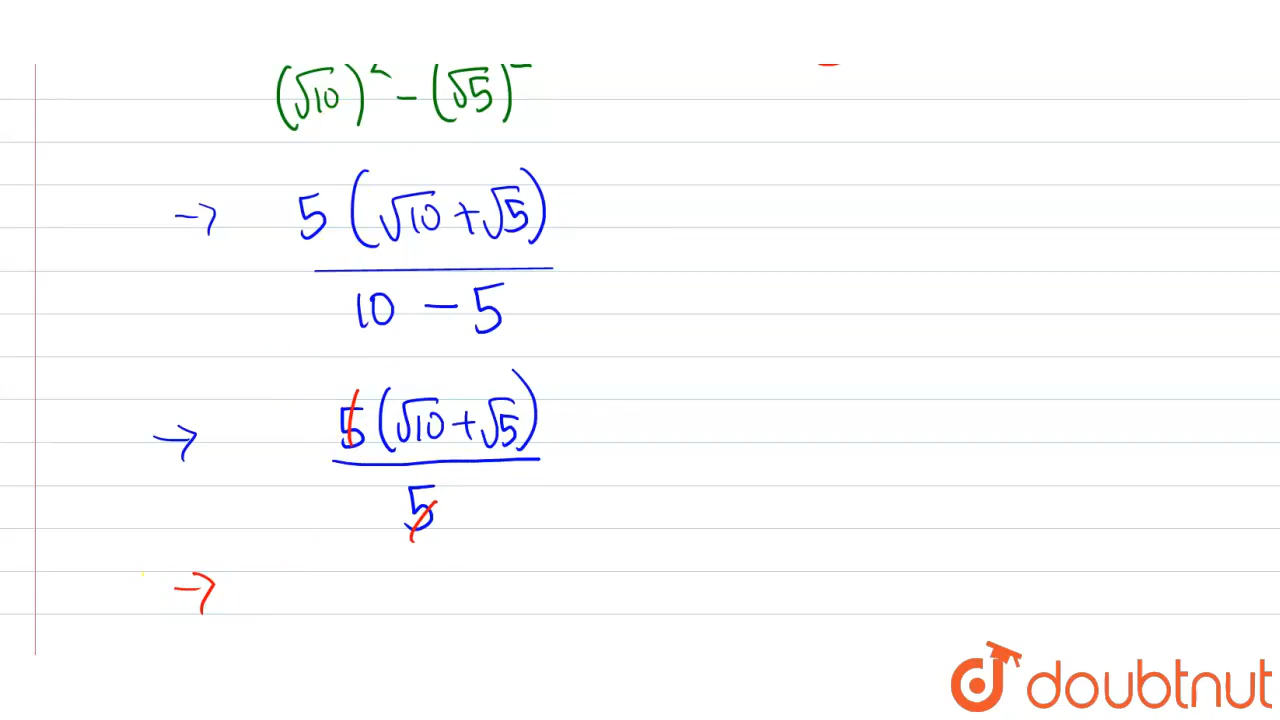 (√10)² - (√5)²
→ 5 (√10 + √5)
10 - 5
→ 5 (√10 + √5)
5
→
doubtnut